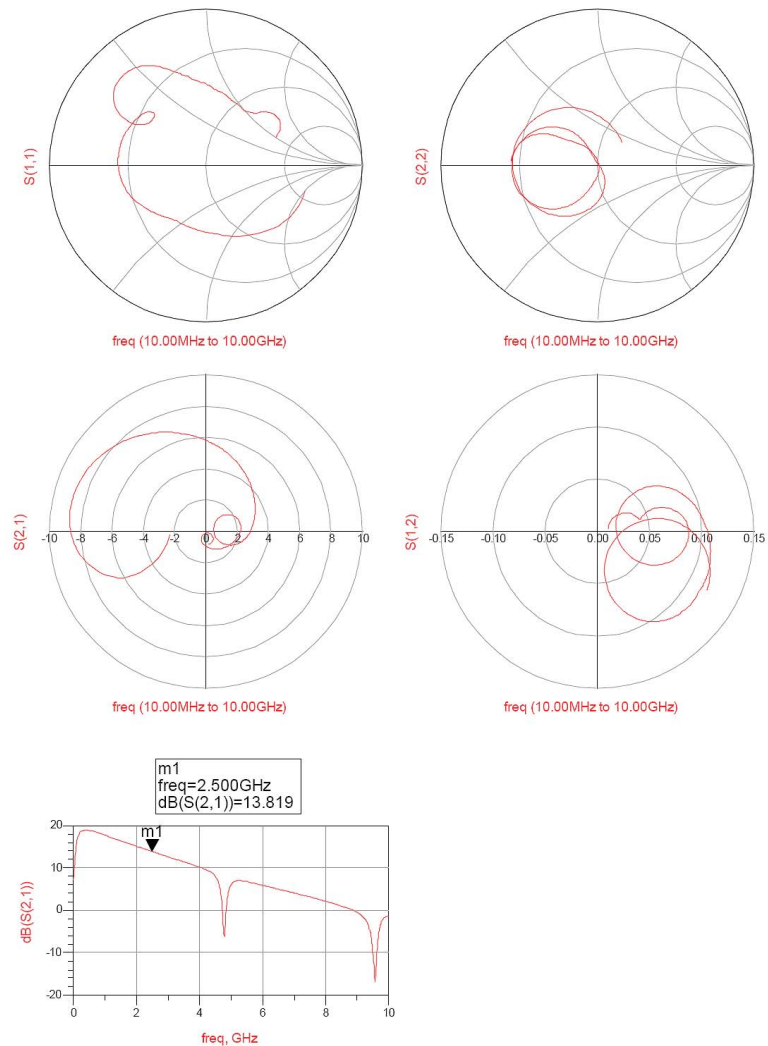 S(1,1)
freq (10.00MHz to 10.00GHz)
S(2,2)
freq (10.00MHz to 10.00GHz)
S(2,1)
-10 -8 -6 -4 -2 0 2 4 6 8 10
freq (10.00MHz to 10.00GHz)
S(1,2)
-0.15 -0.10 -0.05 0.00 0.05 0.10 0.15
freq (10.00MHz to 10.00GHz)
m1
freq=2.500GHz
dB(S(2,1))=13.819
m1
dB(S(2,1))
20
10
0
-10
-20
0 2 4 6 8 10
freq, GHz